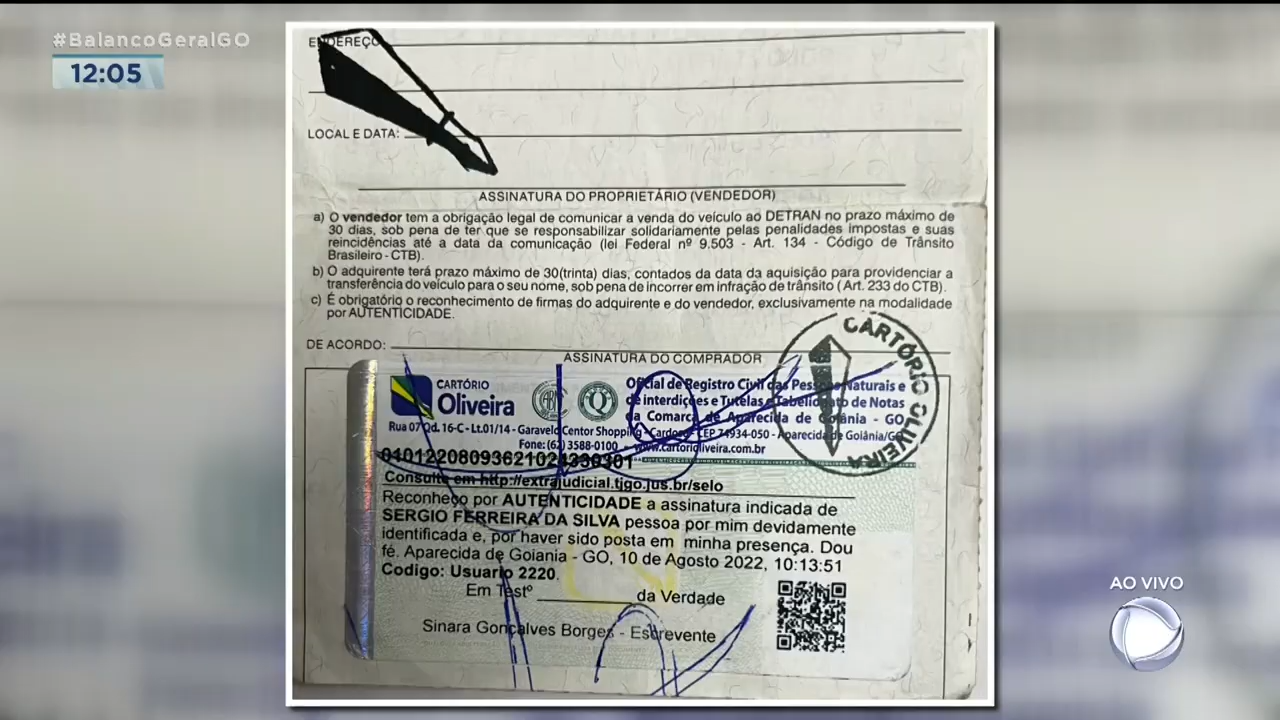 #BalancoGeralGO
12:05
ENDEREÇO
LOCAL E DATA:
ASSINATURA DO PROPRIETÁRIO (VENDEDOR)
a) O vendedor tem a obrigação legal de comunicar a venda do veículo ao DETRAN no prazo máximo de
30 dias, sob pena de ter que se responsabilizar solidariamente pelas penalidades impostas e suas
reincidências até a data da comunicação (lei Federal nº 9.503 - Art. 134 - Código de Trânsito
Brasileiro - CTB).
b) O adquirente terá prazo máximo de 30(trinta) dias, contados da data da aquisição para providenciar a
transferência do veículo para o seu nome, sob pena de incorrer em infração de trânsito ( Art. 233 do CTB).
c) É obrigatório o reconhecimento de firmas do adquirente e do vendedor, exclusivamente na modalidade
por AUTENTICIDADE.
DE ACORDO:
ASSINATURA DO COMPRADOR
CARTÓRIO OLIVEIRA
CARTÓRIO
Oliveira
Oficial de Registro Civil das Pessoas Naturais e
de interdições e Tutelas e Tabelionato de Notas
da Comarca de Aparecida de Goiânia - GO
Rua 07 Qd. 16-C - Lt.01/14 - Garavelo Center Shopping - Cardoso - CEP 74934-050 - Aparecida de Goiânia/GO
Fone: (62) 3588-0100 - www.cartoriooliveira.com.br
Consulte em http://extrajudicial.tjgo.jus.br/selo
Reconheço por AUTENTICIDADE a assinatura indicada de
SERGIO FERREIRA DA SILVA pessoa por mim devidamente
identificada e, por haver sido posta em minha presença. Dou
fé. Aparecida de Goiania - GO, 10 de Agosto 2022, 10:13:51
Codigo: Usuario 2220.
Em Testº da Verdade
Sinara Gonçalves Borges - Escrevente
AO VIVO